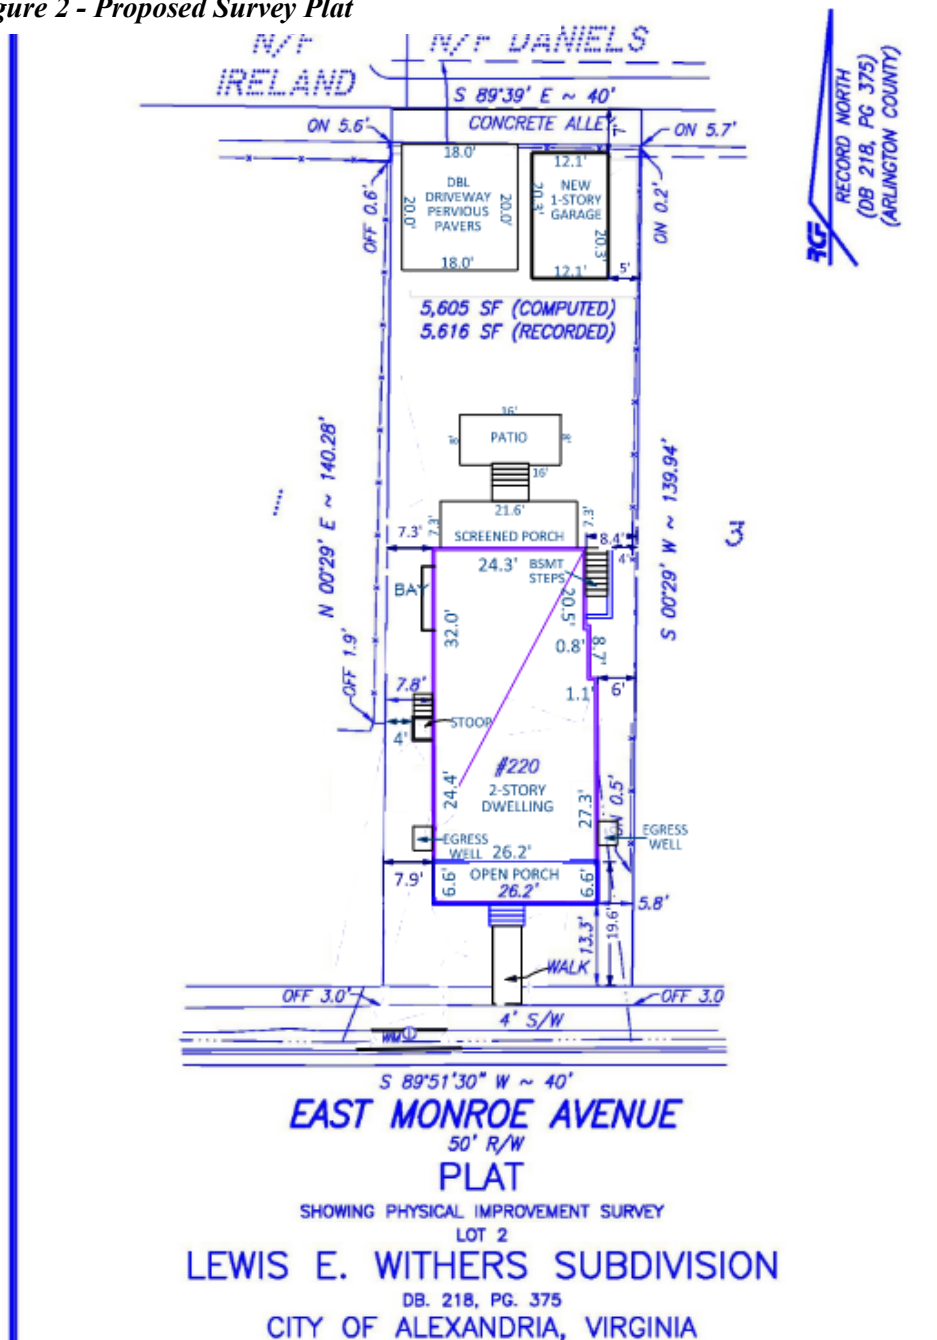 gure 2 - Proposed Survey Plat
N/F IRELAND
N/F DANIELS
RECORD NORTH
(DB 218, PG 375)
(ARLINGTON COUNTY)
RCF
S 89°39' E ~ 40'
ON 5.6'
CONCRETE ALLEY
ON 5.7'
OFF 0.6'
18.0'
DBL
DRIVEWAY
PERVIOUS
PAVERS
20.0'
20.0'
18.0'
12.1'
NEW
1-STORY
GARAGE
20.3'
20.3'
12.1'
5'
ON 0.2'
5,605 SF (COMPUTED)
5.616 SF (RECORDED)
N 00°29' E ~ 140.28'
S 00°29' W ~ 139.94'
3
16'
8'
PATIO
8'
16'
21.6'
7.3'
7.3'
SCREENED PORCH
7.3'
8.4'
4'
24.3'
BSMT
STEPS
BAY
32.0'
20.5'
0.8'
8.7'
OFF 1.9'
7.8'
1.1'
6'
STOOP
4'
#220
2-STORY
DWELLING
24.4'
27.3'
0.5'
EGRESS
WELL
EGRESS
WELL
26.2'
7.9'
OPEN PORCH
26.2'
6.6'
6.6'
5.8'
13.3'
19.6'
WALK
OFF 3.0'
OFF 3.0
4' S/W
WM
S 89°51'30" W ~ 40'
EAST MONROE AVENUE
50' R/W
PLAT
SHOWING PHYSICAL IMPROVEMENT SURVEY
LOT 2
LEWIS E. WITHERS SUBDIVISION
DB. 218, PG. 375
CITY OF ALEXANDRIA, VIRGINIA